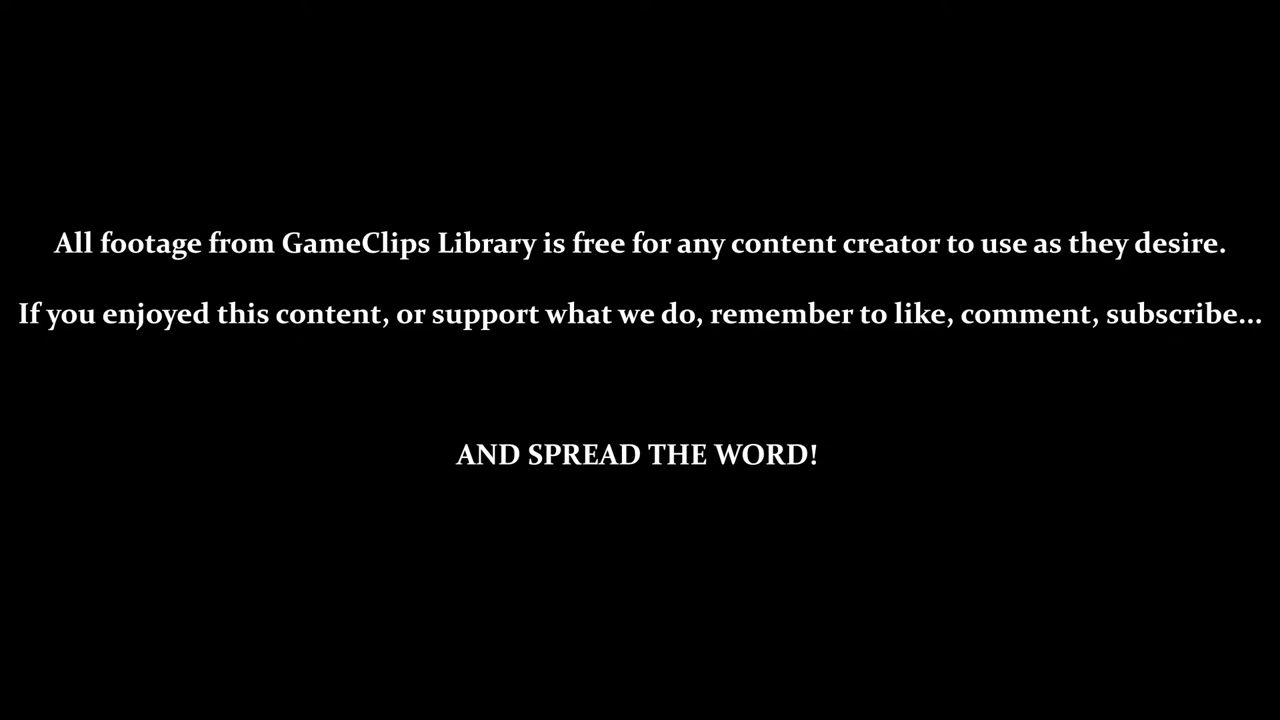 All footage from GameClips Library is free for any content creator to use as they desire.
If you enjoyed this content, or support what we do, remember to like, comment, subscribe...
AND SPREAD THE WORD!